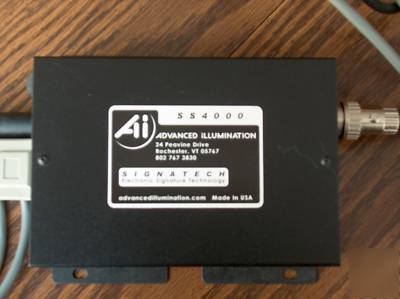 Ai
SS4000
ADVANCED ILLUMINATION
24 Peavine Drive
Rochester, VT 05767
802 767 3830
SIGNATECH
Electronic Signature Technology
advancedillumination.com Made in USA